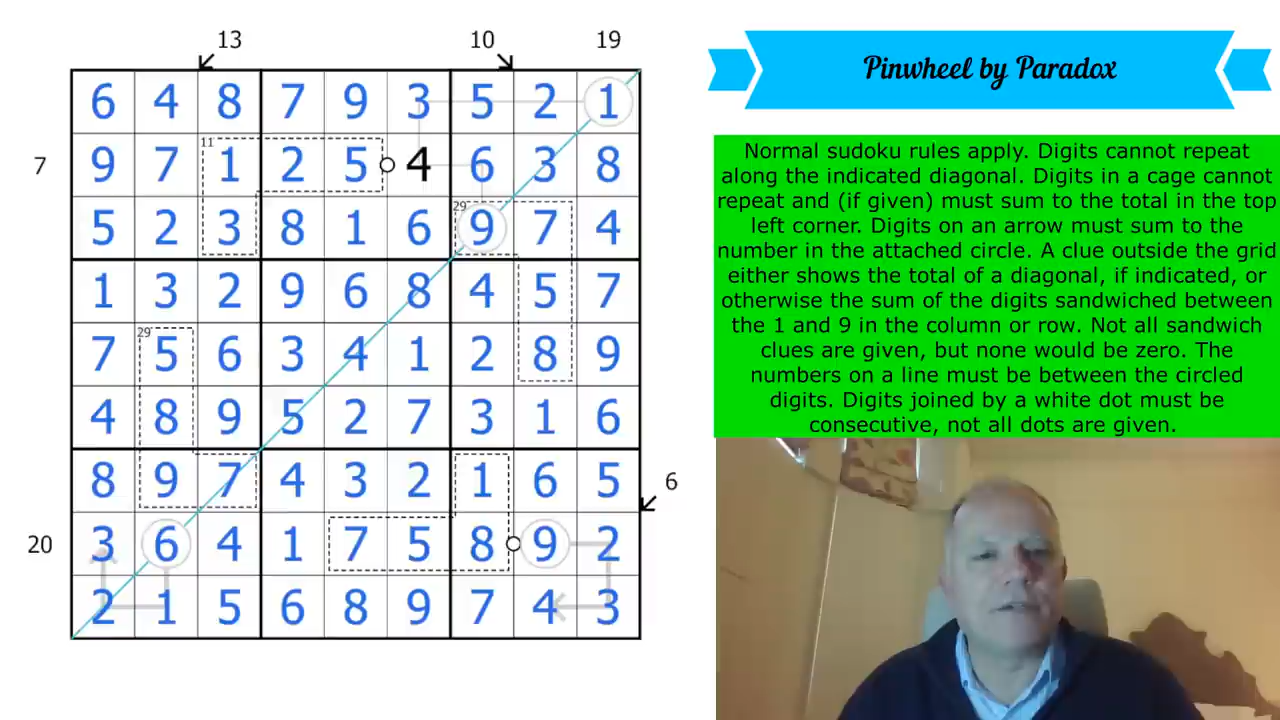 Pinwheel by Paradox
13 10 19
6 4 8 7 9 3 5 2 1
11
7 9 7 1 2 5 4 6 3 8
29
5 2 3 8 1 6 9 7 4
1 3 2 9 6 8 4 5 7
29
7 5 6 3 4 1 2 8 9
4 8 9 5 2 7 3 1 6
8 9 7 4 3 2 1 6 5 6
20 3 6 4 1 7 5 8 9 2
2 1 5 6 8 9 7 4 3
Normal sudoku rules apply. Digits cannot repeat
along the indicated diagonal. Digits in a cage cannot
repeat and (if given) must sum to the total in the top
left corner. Digits on an arrow must sum to the
number in the attached circle. A clue outside the grid
either shows the total of a diagonal, if indicated, or
otherwise the sum of the digits sandwiched between
the 1 and 9 in the column or row. Not all sandwich
clues are given, but none would be zero. The
numbers on a line must be between the circled
digits. Digits joined by a white dot must be
consecutive, not all dots are given.